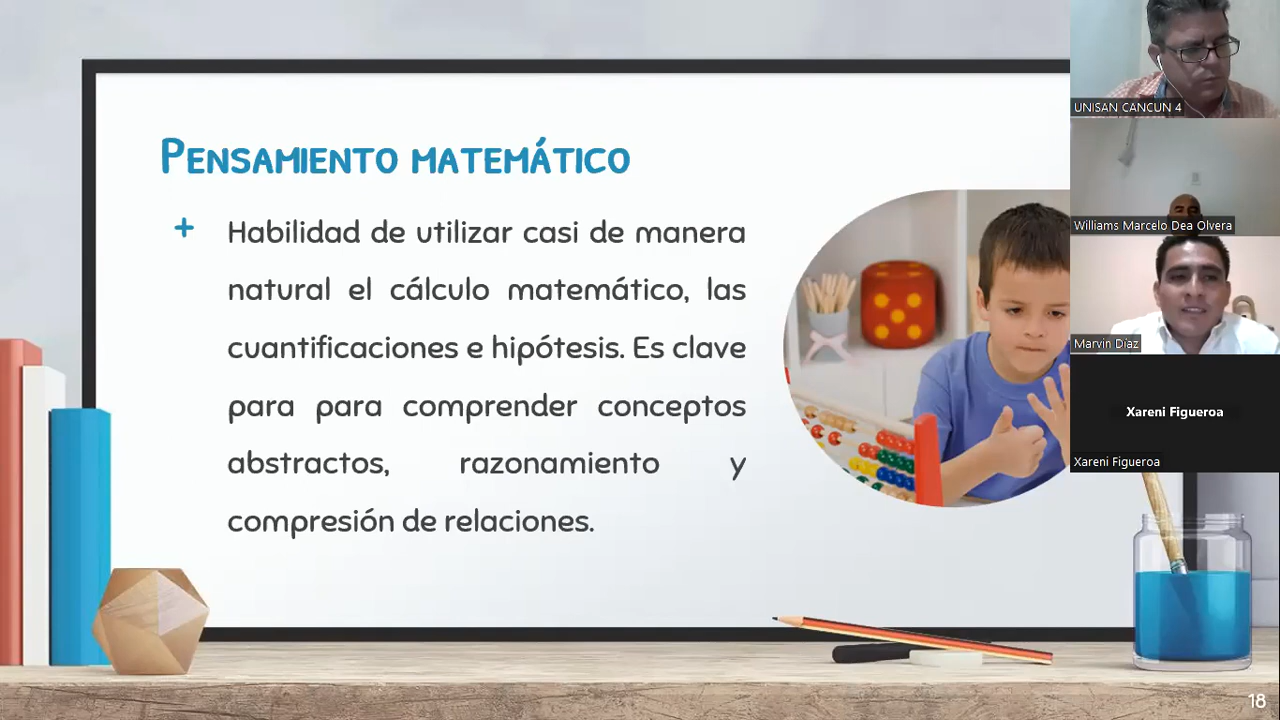 PENSAMIENTO MATEMÁTICO
+ Habilidad de utilizar casi de manera
natural el cálculo matemático, las
cuantificaciones e hipótesis. Es clave
para para comprender conceptos
abstractos, razonamiento y
compresión de relaciones.
UNISAN CANCUN 4
Williams Marcelo Dea Olvera
Marvin Díaz
Xareni Figueroa
Xareni Figueroa
18